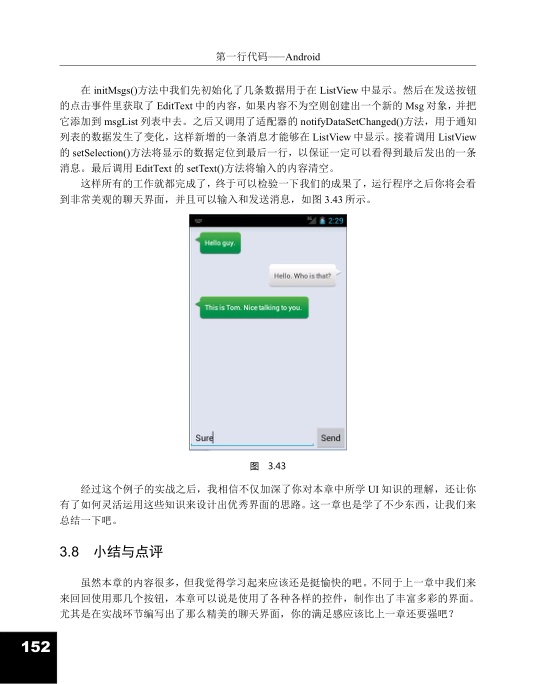 第一行代码——Android
在 initMsgs()方法中我们先初始化了几条数据用于在 ListView 中显示。然后在发送按钮
的点击事件里获取了 EditText 中的内容，如果内容不为空则创建出一个新的 Msg 对象，并把
它添加到 msgList 列表中去。之后又调用了适配器的 notifyDataSetChanged()方法，用于通知
列表的数据发生了变化，这样新增的一条消息才能够在 ListView 中显示。接着调用 ListView
的 setSelection()方法将显示的数据定位到最后一行，以保证一定可以看得到最后发出的一条
消息。最后调用 EditText 的 setText()方法将输入的内容清空。
这样所有的工作就都完成了，终于可以检验一下我们的成果了，运行程序之后你将会看
到非常美观的聊天界面，并且可以输入和发送消息，如图 3.43 所示。
2:29
Hello guy.
Hello. Who is that?
This is Tom. Nice talking to you.
Sure
Send
图 3.43
经过这个例子的实战之后，我相信不仅加深了你对本章中所学 UI 知识的理解，还让你
有了如何灵活运用这些知识来设计出优秀界面的思路。这一章也是学了不少东西，让我们来
总结一下吧。
3.8 小结与点评
虽然本章的内容很多，但我觉得学习起来应该还是挺愉快的吧。不同于上一章中我们来
来回回使用那几个按钮，本章可以说是使用了各种各样的控件，制作出了丰富多彩的界面。
尤其是在实战环节编写出了那么精美的聊天界面，你的满足感应该比上一章还要强吧？
152